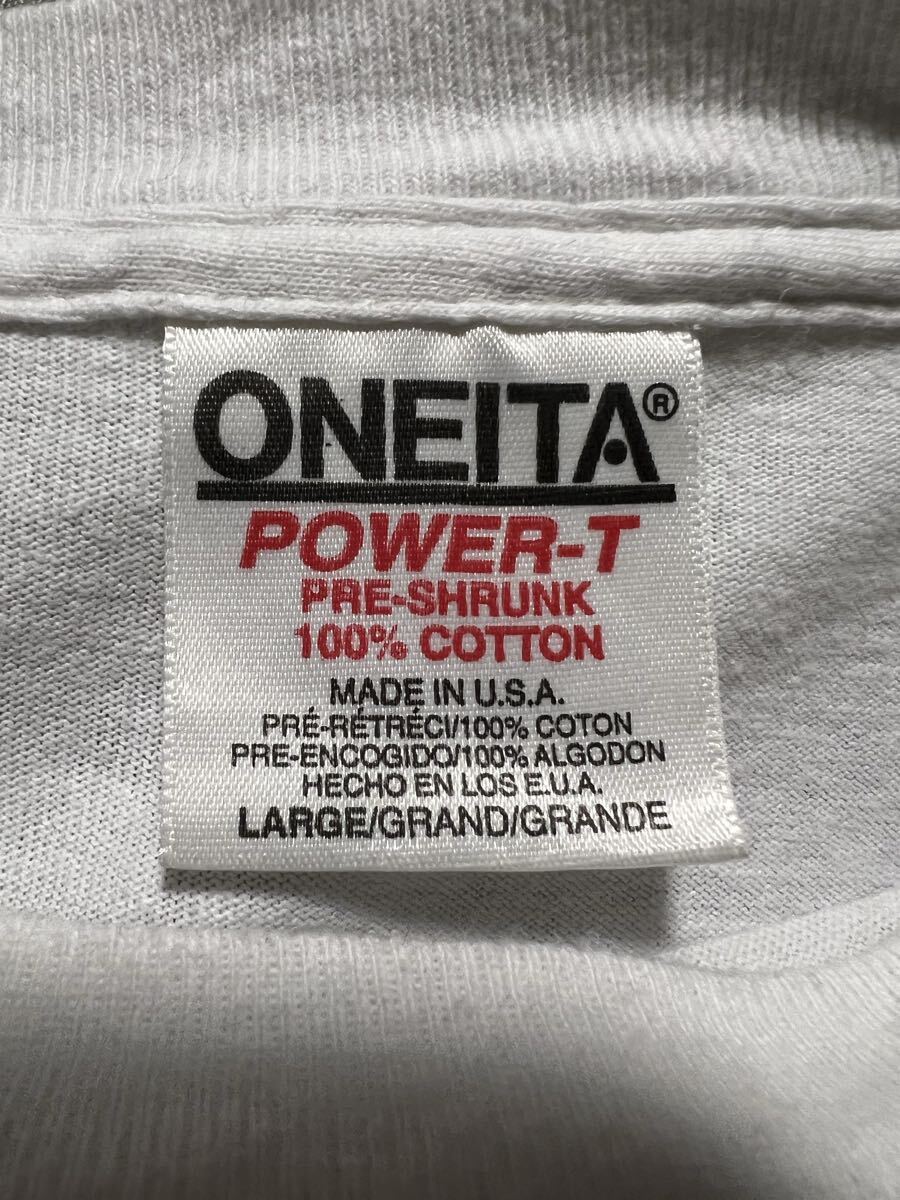 ONEITA®
POWER-T
PRE-SHRUNK
100% COTTON
MADE IN U.S.A.
PRÉ-RÉTRÉCI/100% COTON
PRE-ENCOGIDO/100% ALGODON
HECHO EN LOS E.U.A.
LARGE/GRAND/GRANDE